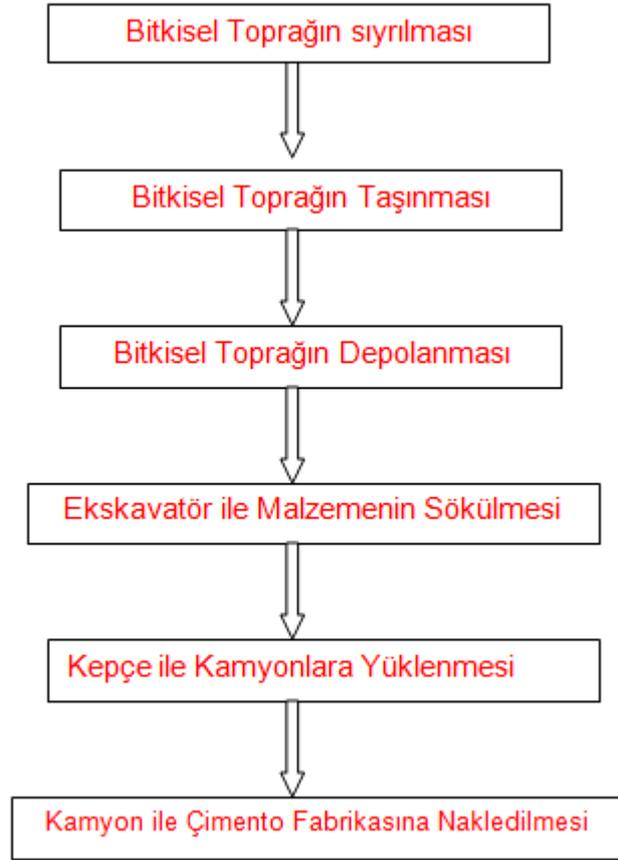 Bitkisel Toprağın sıyrılması
Bitkisel Toprağın Taşınması
Bitkisel Toprağın Depolanması
Ekskavatör ile Malzemenin Sökülmesi
Kepçe ile Kamyonlara Yüklenmesi
Kamyon ile Çimento Fabrikasına Nakledilmesi